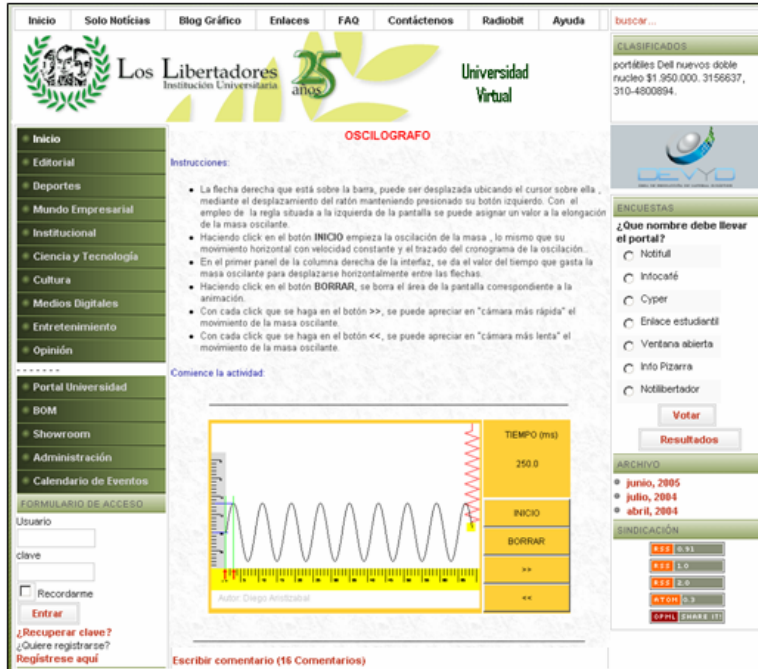 Inicio Solo Notícias Blog Gráfico Enlaces FAQ Contáctenos Radiobit Ayuda
buscar...
Los Libertadores
Institución Universitaria
25
anos
Universidad
Virtual
CLASIFICADOS
portátiles Dell nuevos doble
nucleo $1.950.000. 3156637,
310-4800894.
DEVYD
Inicio
Editorial
Deportes
Mundo Empresarial
Institucional
Ciencia y Tecnología
Cultura
Medios Digitales
Entretenimiento
Opinión
- - - - - - -
Portal Universidad
BOM
Showroom
Administración
Calendario de Eventos
FORMULARIO DE ACCESO
Usuario
clave
Recordarme
Entrar
¿Recuperar clave?
¿Quiere registrarse?
Regístrese aquí
OSCILOGRAFO
Instrucciones:
La flecha derecha que está sobre la barra, puede ser desplazada ubicando el cursor sobre ella ,
mediante el desplazamiento del ratón manteniendo presionado su botón izquierdo. Con el
empleo de la regla situada a la izquierda de la pantalla se puede asignar un valor a la elongación
de la masa oscilante.
Haciendo click en el botón INICIO empieza la oscilación de la masa , lo mismo que su
movimiento horizontal con velocidad constante y el trazado del cronograma de la oscilación..
En el primer panel de la columna derecha de la interfaz, se da el valor del tiempo que gasta la
masa oscilante para desplazarse horizontalmente entre las flechas.
Haciendo click en el botón BORRAR, se borra el área de la pantalla correspondiente a la
animación.
Con cada click que se haga en el botón >>, se puede apreciar en "cámara más rápida" el
movimiento de la masa oscilante.
Con cada click que se haga en el botón <<, se puede apreciar en "cámara más lenta" el
movimiento de la masa oscilante.
Comience la actividad:
TIEMPO (ms)
250.0
INICIO
BORRAR
>>
<<
Autor: Diego Aristizabal
Escribir comentario (16 Comentarios)
ENCUESTAS
¿Que nombre debe llevar
el portal?
Notifull
Infocafé
Cyper
Enlace estudiantil
Ventana abierta
Info Pizarra
Notilibertador
Votar
Resultados
ARCHIVO
junio, 2005
julio, 2004
abril, 2004
SINDICACIÓN
RSS 0.91
RSS 1.0
RSS 2.0
ATOM 0.3
OPML SHARE IT!